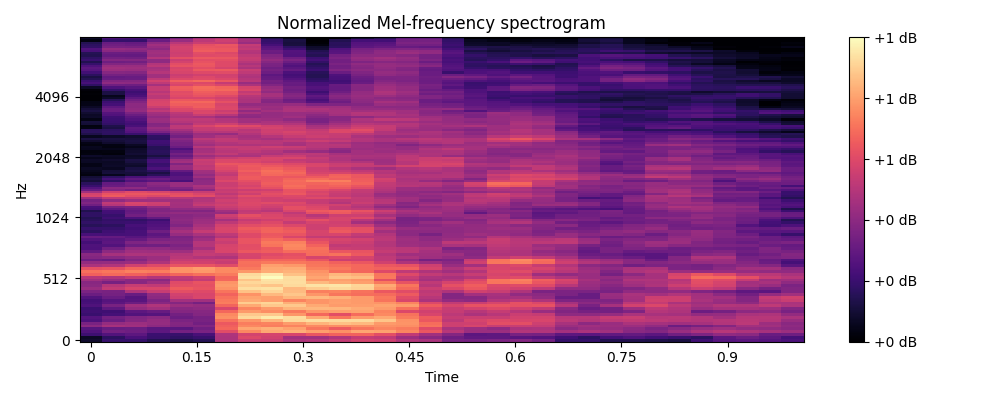 Normalized Mel-frequency spectrogram
Hz
4096
2048
1024
512
0
0 0.15 0.3 0.45 0.6 0.75 0.9
Time
+1 dB
+1 dB
+1 dB
+0 dB
+0 dB
+0 dB